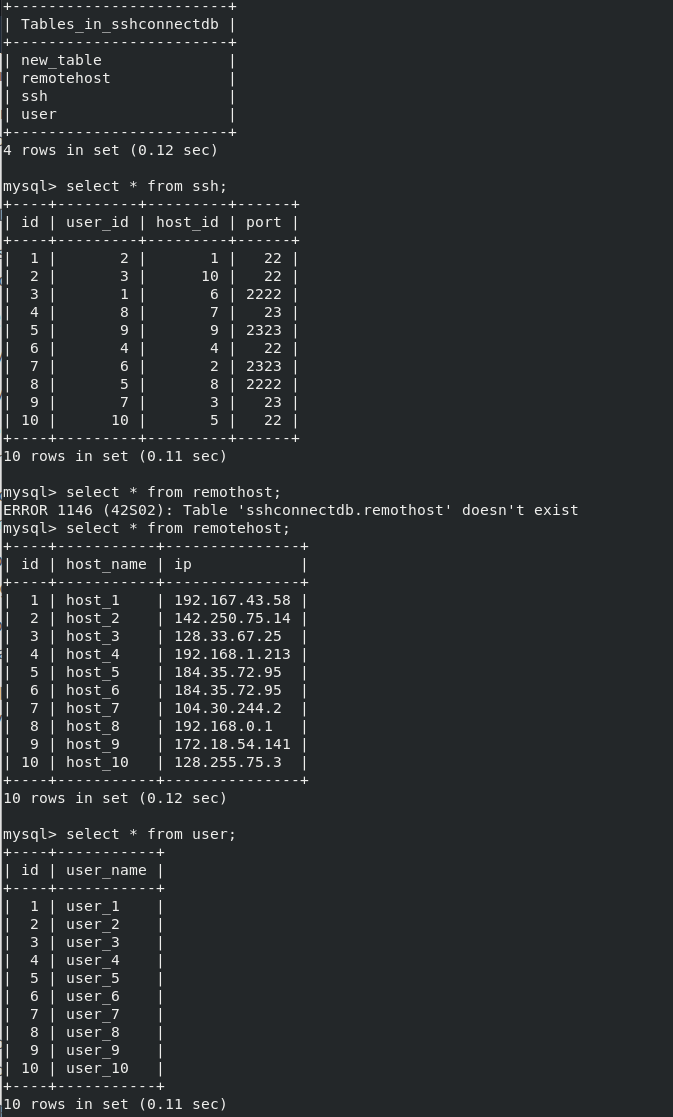 +------------------------+
| Tables_in_sshconnectdb |
+------------------------+
| new_table              |
| remotehost             |
| ssh                    |
| user                   |
+------------------------+
4 rows in set (0.12 sec)

mysql> select * from ssh;
+----+---------+---------+------+
| id | user_id | host_id | port |
+----+---------+---------+------+
|  1 |       2 |       1 |   22 |
|  2 |       3 |      10 |   22 |
|  3 |       1 |       6 | 2222 |
|  4 |       8 |       7 |   23 |
|  5 |       9 |       9 | 2323 |
|  6 |       4 |       4 |   22 |
|  7 |       6 |       2 | 2323 |
|  8 |       5 |       8 | 2222 |
|  9 |       7 |       3 |   23 |
| 10 |      10 |       5 |   22 |
+----+---------+---------+------+
10 rows in set (0.11 sec)

mysql> select * from remothost;
ERROR 1146 (42S02): Table 'sshconnectdb.remothost' doesn't exist
mysql> select * from remotehost;
+----+-----------+---------------+
| id | host_name | ip            |
+----+-----------+---------------+
|  1 | host_1    | 192.167.43.58 |
|  2 | host_2    | 142.250.75.14 |
|  3 | host_3    | 128.33.67.25  |
|  4 | host_4    | 192.168.1.213 |
|  5 | host_5    | 184.35.72.95  |
|  6 | host_6    | 184.35.72.95  |
|  7 | host_7    | 104.30.244.2  |
|  8 | host_8    | 192.168.0.1   |
|  9 | host_9    | 172.18.54.141 |
| 10 | host_10   | 128.255.75.3  |
+----+-----------+---------------+
10 rows in set (0.12 sec)

mysql> select * from user;
+----+-----------+
| id | user_name |
+----+-----------+
|  1 | user_1    |
|  2 | user_2    |
|  3 | user_3    |
|  4 | user_4    |
|  5 | user_5    |
|  6 | user_6    |
|  7 | user_7    |
|  8 | user_8    |
|  9 | user_9    |
| 10 | user_10   |
+----+-----------+
10 rows in set (0.11 sec)